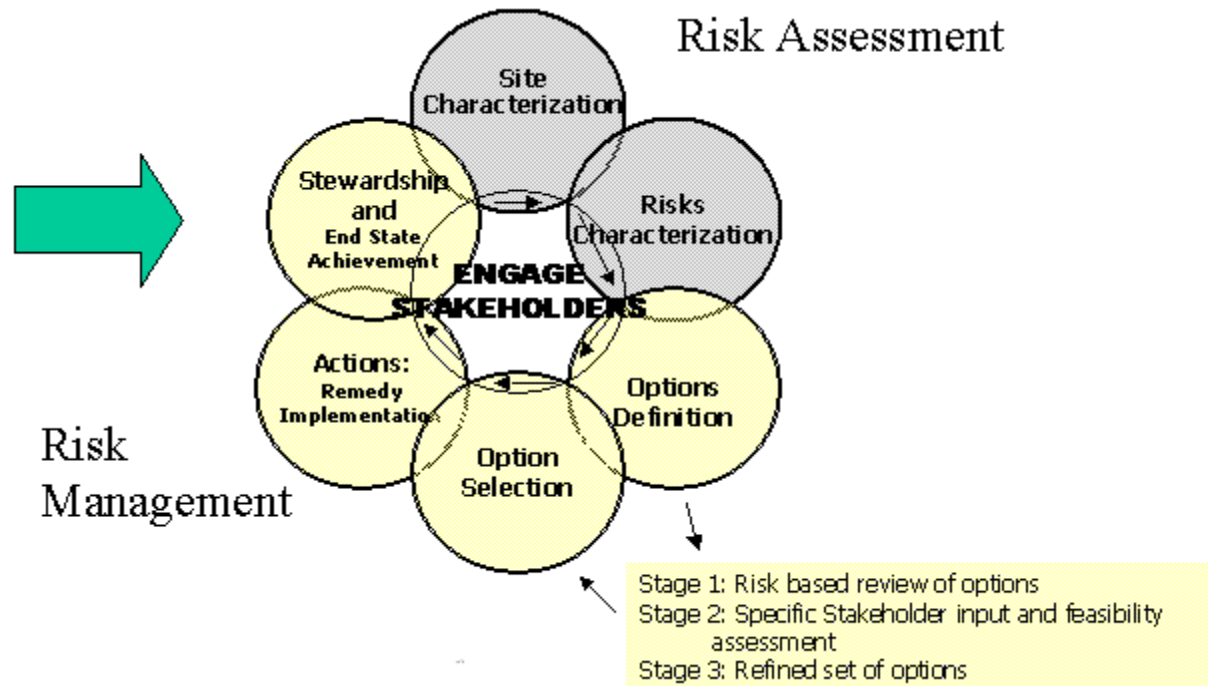 Risk Assessment
Site
Characterization
Risks
Characterization
Stewardship
and
End State
Achievement
ENGAGE
STAKEHOLDERS
Actions:
Remedy
Implementatio
Options
Definition
Option
Selection
Risk
Management
Stage 1: Risk based review of options
Stage 2: Specific Stakeholder input and feasibility
assessment
Stage 3: Refined set of options